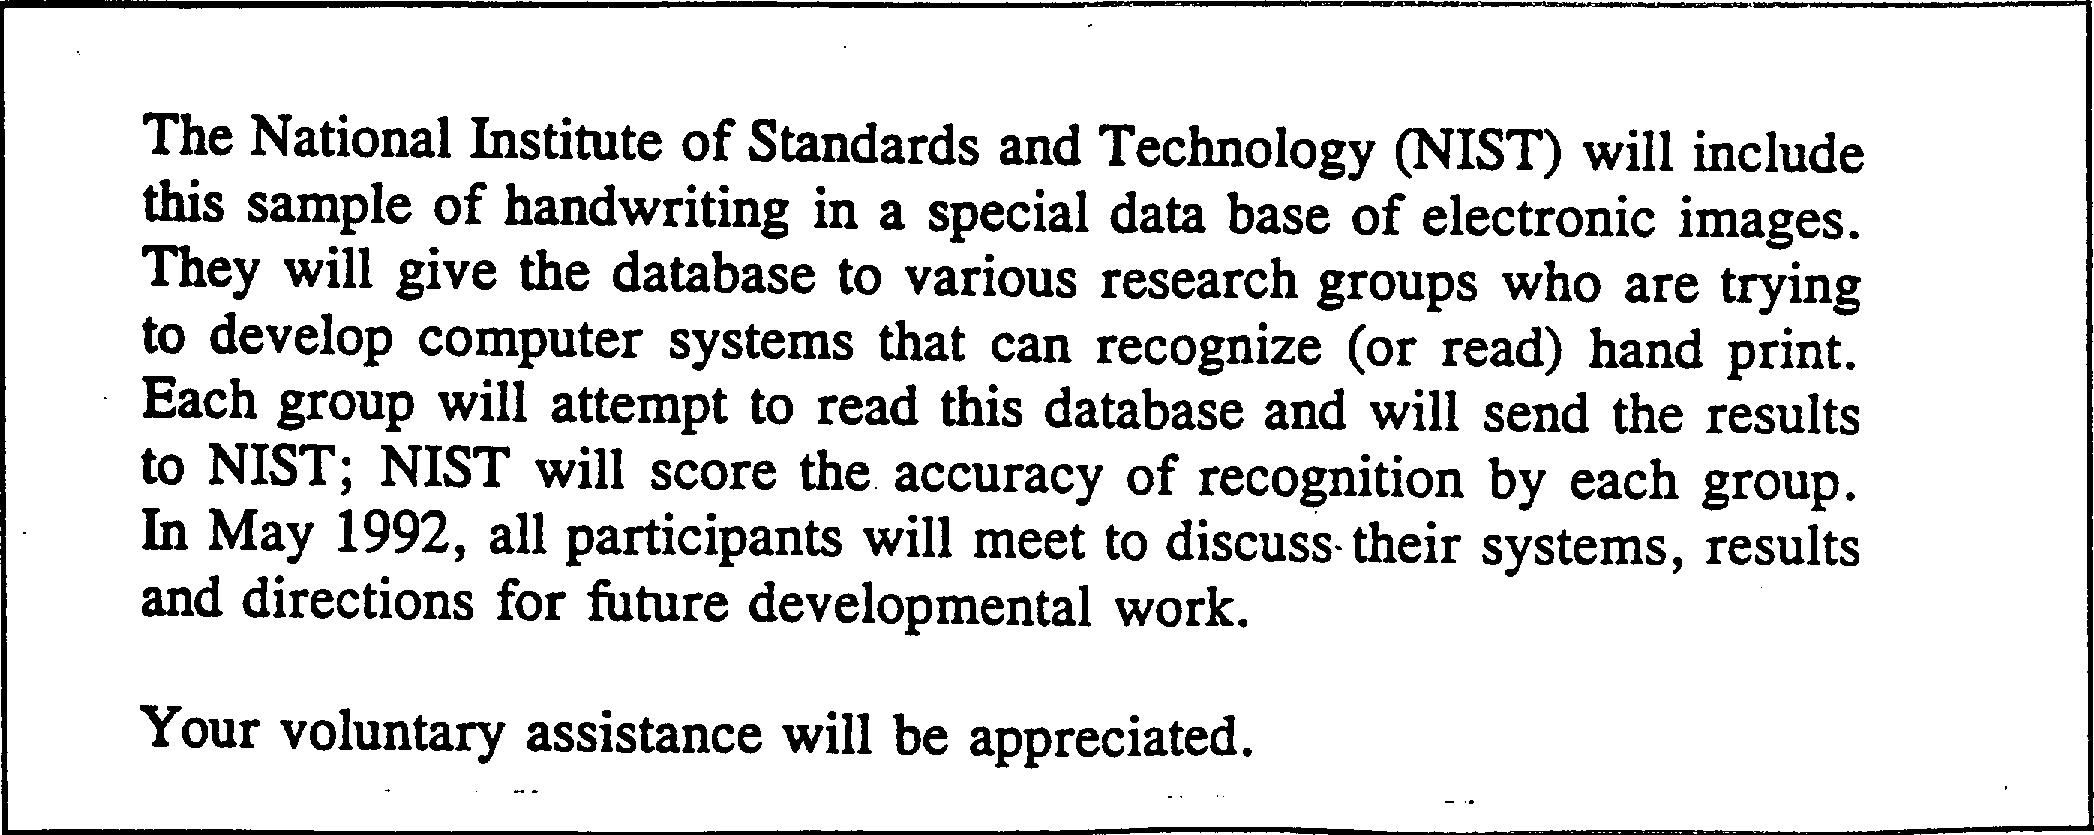 The National Institute of Standards and Technology (NIST) will include
this sample of handwriting in a special data base of electronic images.
They will give the database to various research groups who are trying
to develop computer systems that can recognize (or read) hand print.
Each group will attempt to read this database and will send the results
to NIST; NIST will score the accuracy of recognition by each group.
In May 1992, all participants will meet to discuss their systems, results
and directions for future developmental work.
Your voluntary assistance will be appreciated.